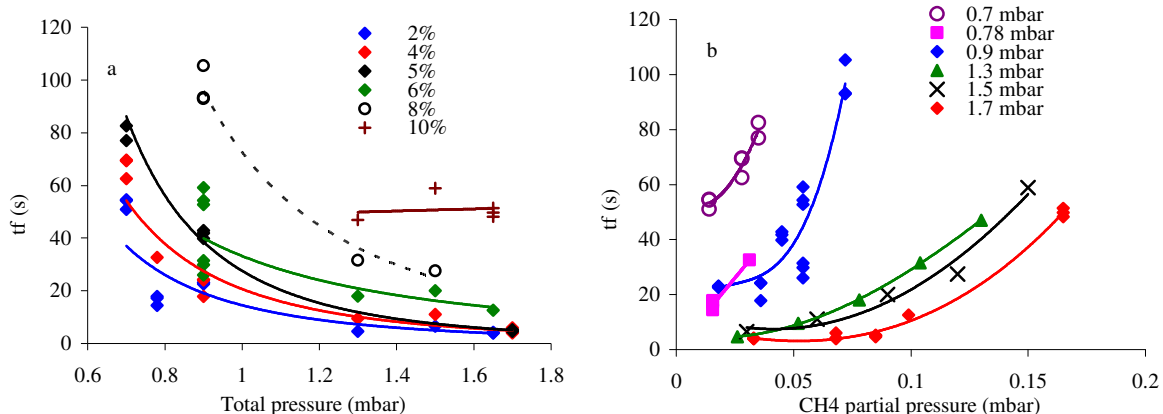 120
100
80
60
40
20
0
0.6
0.8
1
1.2
1.4
1.6
1.8
tf (s)
Total pressure (mbar)
a
2%
4%
5%
6%
8%
10%
120
100
80
60
40
20
0
0
0.05
0.1
0.15
0.2
tf (s)
CH4 partial pressure (mbar)
b
0.7 mbar
0.78 mbar
0.9 mbar
1.3 mbar
1.5 mbar
1.7 mbar